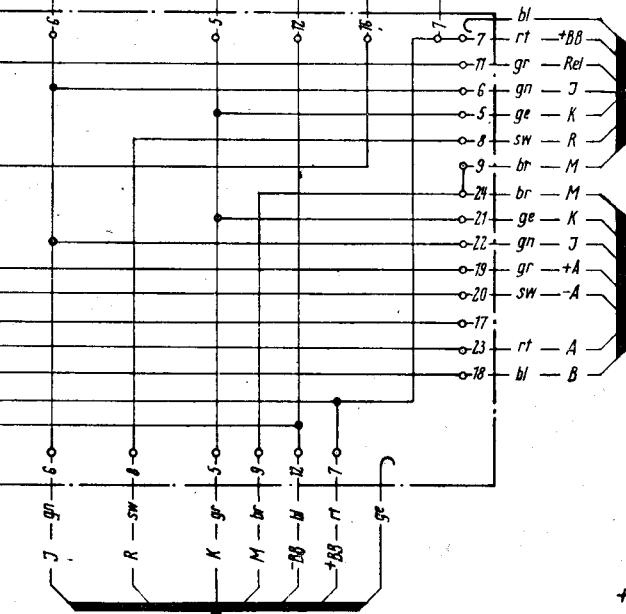 6 5 12 16 7
bl
7 rt +BB
11 gr Rel
6 gn J
5 ge K
8 sw R
9 br M
24 br M
21 ge K
22 gn J
19 gr +A
20 sw -A
17
23 rt A
18 bl B
6 8 5 9 12 7
gn sw gr br bl rt ge
J R K M -BB +BB
+